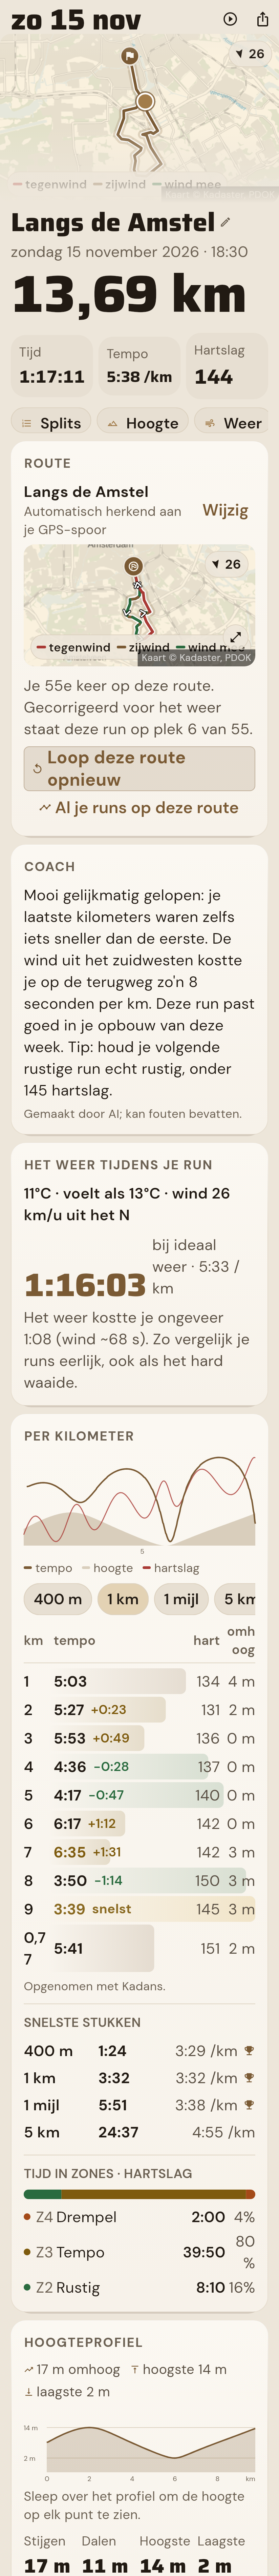 zo 15 nov
26
tegenwind zijwind wind mee
Kaart © Kadaster, PDOK
Langs de Amstel
zondag 15 november 2026 · 18:30
13,69 km
Tijd
1:17:11
Tempo
5:38 /km
Hartslag
144
Splits
Hoogte
Weer
ROUTE
Langs de Amstel
Automatisch herkend aan
je GPS-spoor
Wijzig
Amsterdam
26
tegenwind zijwind wind mee
Kaart © Kadaster, PDOK
Je 55e keer op deze route.
Gecorrigeerd voor het weer
staat deze run op plek 6 van 55.
Loop deze route
opnieuw
Al je runs op deze route
COACH
Mooi gelijkmatig gelopen: je
laatste kilometers waren zelfs
iets sneller dan de eerste. De
wind uit het zuidwesten kostte
je op de terugweg zo'n 8
seconden per km. Deze run past
goed in je opbouw van deze
week. Tip: houd je volgende
rustige run echt rustig, onder
145 hartslag.
Gemaakt door AI; kan fouten bevatten.
HET WEER TIJDENS JE RUN
11°C · voelt als 13°C · wind 26
km/u uit het N
1:16:03
bij ideaal
weer · 5:33 /
km
Het weer kostte je ongeveer
1:08 (wind ~68 s). Zo vergelijk je
runs eerlijk, ook als het hard
waaide.
PER KILOMETER
5
tempo hoogte hartslag
400 m
1 km
1 mijl
5 km
km tempo hart omh
oog
1 5:03 134 4 m
2 5:27 +0:23 131 2 m
3 5:53 +0:49 136 0 m
4 4:36 -0:28 137 0 m
5 4:17 -0:47 140 0 m
6 6:17 +1:12 142 0 m
7 6:35 +1:31 142 3 m
8 3:50 -1:14 150 3 m
9 3:39 snelst 145 3 m
0,7
7 5:41 151 2 m
Opgenomen met Kadans.
SNELSTE STUKKEN
400 m 1:24 3:29 /km
1 km 3:32 3:32 /km
1 mijl 5:51 3:38 /km
5 km 24:37 4:55 /km
TIJD IN ZONES · HARTSLAG
Z4 Drempel 2:00 4%
Z3 Tempo 39:50 80
%
Z2 Rustig 8:10 16%
HOOGTEPROFIEL
17 m omhoog hoogste 14 m
laagste 2 m
14 m
2 m
0 2 4 6 8 km
Sleep over het profiel om de hoogte
op elk punt te zien.
Stijgen Dalen Hoogste Laagste
17 m 11 m 14 m 2 m